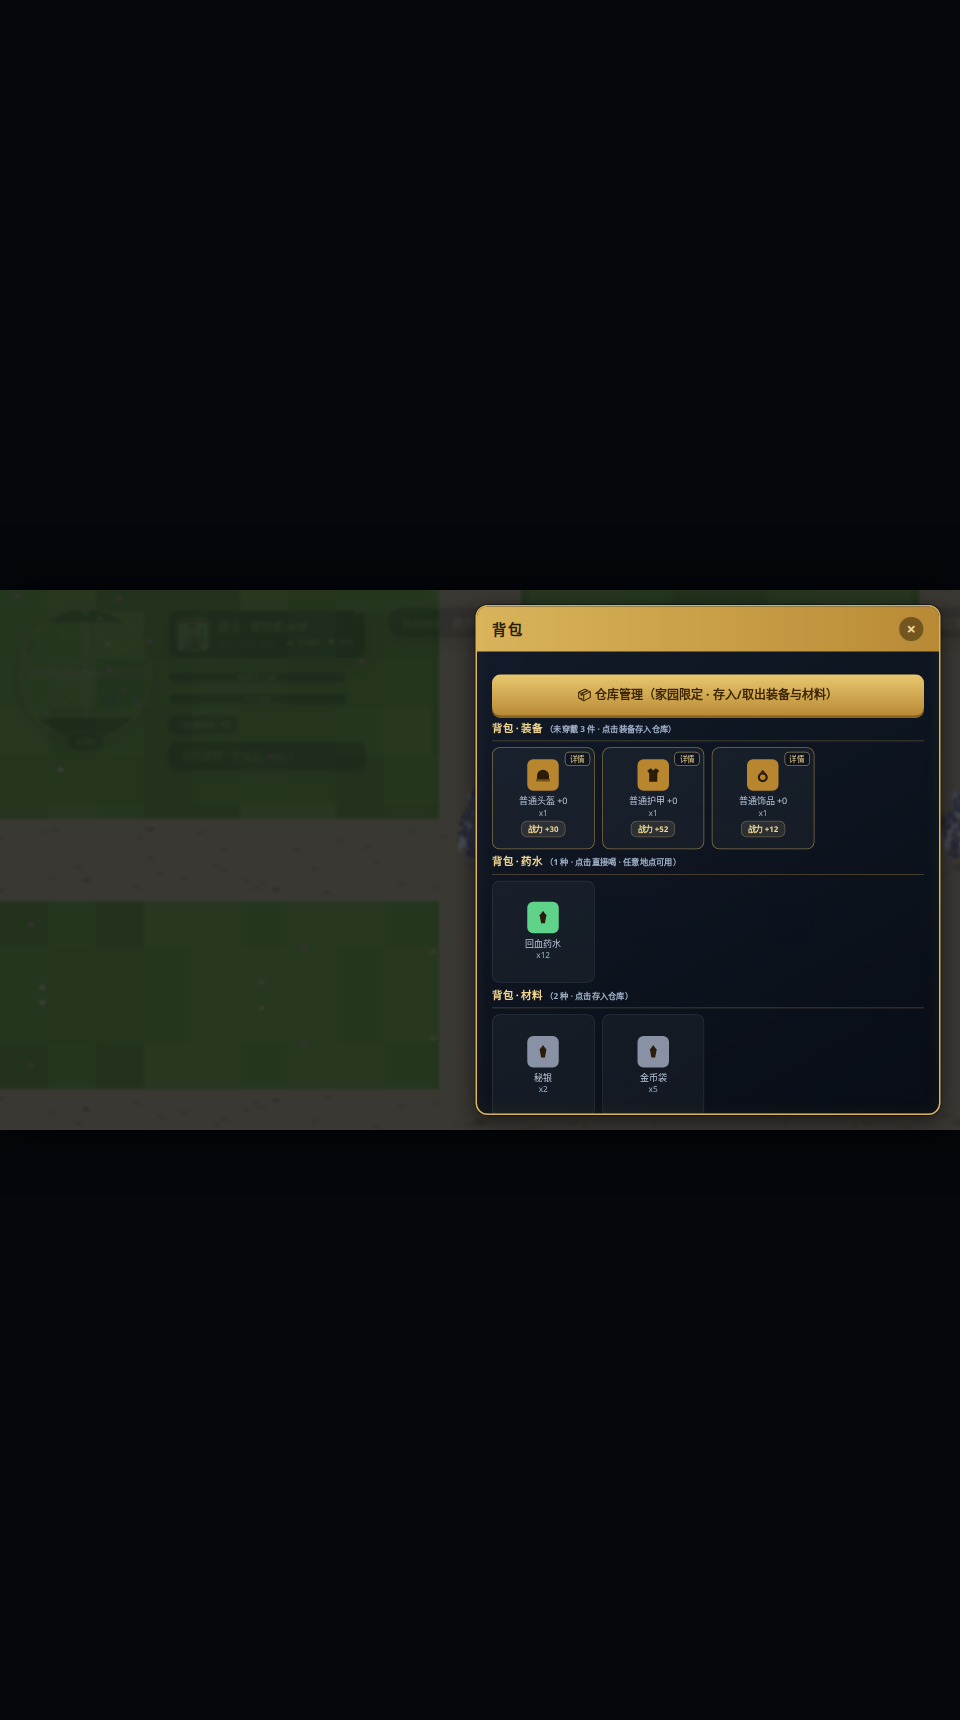 背包
×
仓库管理（家园限定 · 存入/取出装备与材料）
背包 · 装备 （未穿戴 3 件 · 点击装备存入仓库）
详情 详情 详情
普通头盔 +0 普通护甲 +0 普通饰品 +0
x1 x1 x1
战力 +30 战力 +52 战力 +12
背包 · 药水 （1 种 · 点击直接喝 · 任意地点可用）
回血药水
x12
背包 · 材料 （2 种 · 点击存入仓库）
秘银 金币袋
x2 x5